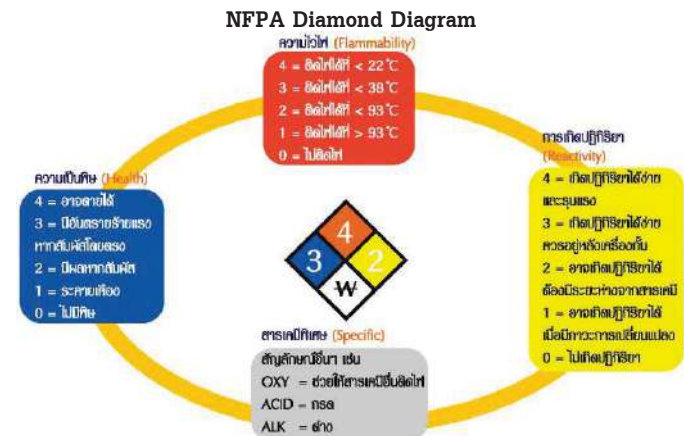 NFPA Diamond Diagram
ความไวไฟ (Flammability)
4 = ติดไฟได้ที่ < 22°C
3 = ติดไฟได้ที่ < 38°C
2 = ติดไฟได้ที่ < 93°C
1 = ติดไฟได้ที่ > 93°C
0 = ไม่ติดไฟ
ความเป็นพิษ (Health)
4 = อาจตายได้
3 = มีอันตรายร้ายแรง
หากสัมผัสโดยตรง
2 = มีผลหากสัมผัส
1 = ระคายเคือง
0 = ไม่มีพิษ
การเกิดปฏิกิริยา
(Reactivity)
4 = เกิดปฏิกิริยาได้ง่าย
และรุนแรง
3 = เกิดปฏิกิริยาได้ง่าย
ควรอยู่หลังเครื่องกั้น
2 = อาจเกิดปฏิกิริยาได้
ต้องมีระยะห่างจากสารเคมี
1 = อาจเกิดปฏิกิริยาได้
เมื่อมีภาวะการเปลี่ยนแปลง
0 = ไม่เกิดปฏิกิริยา
4
3 2
W
สารเคมีพิเศษ (Specific)
สัญลักษณ์อื่นๆ เช่น
OXY = ช่วยให้สารเคมีอื่นติดไฟ
ACID = กรด
ALK = ด่าง